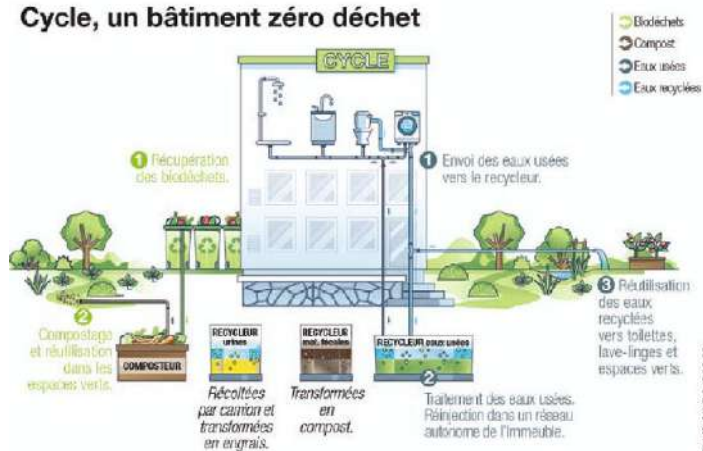 Cycle, un bâtiment zéro déchet
Biodéchets
Compost
Eaux usées
Eaux recyclées
CYCLE
1 Récupération
des biodéchets.
1 Envoi des eaux usées
vers le recycleur.
2
Compostage
et réutilisation
dans les
espaces verts.
COMPOSTEUR
RECYCLEUR
urines
Récoltées
par camion et
transformées
en engrais.
RECYCLEUR
mat. fécales
Transformées
en
compost.
RECYCLEUR eaux usées
2
Traitement des eaux usées.
Réinjection dans un réseau
autonome de l'immeuble.
3 Réutilisation
des eaux
recyclées
vers toilettes,
lave-linges et
espaces verts.